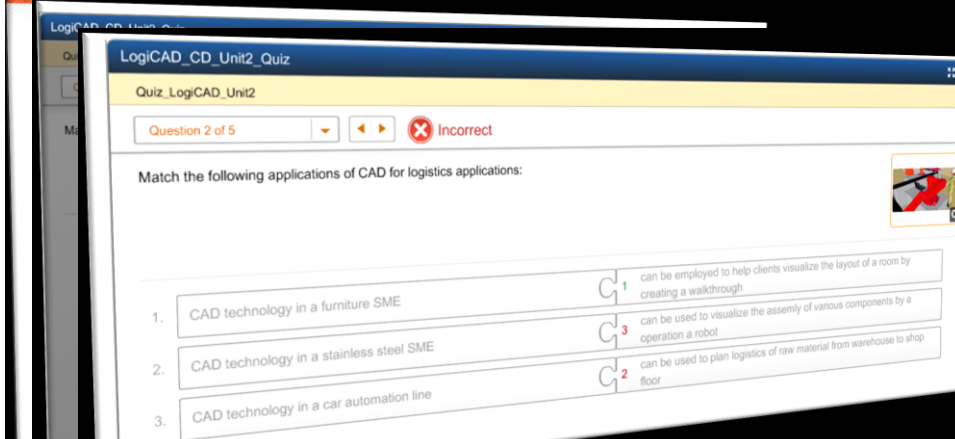 LogiCAD_CD_Unit2_Quiz
LogiCAD_CD_Unit2_Quiz
Quiz_LogiCAD_Unit2
Question 2 of 5
Incorrect
Match the following applications of CAD for logistics applications:
1. CAD technology in a furniture SME
1 can be employed to help clients visualize the layout of a room by
creating a walkthrough
2. CAD technology in a stainless steel SME
3 can be used to visualize the assemly of various components by a
operation a robot
3. CAD technology in a car automation line
2 can be used to plan logistics of raw material from warehouse to shop
floor